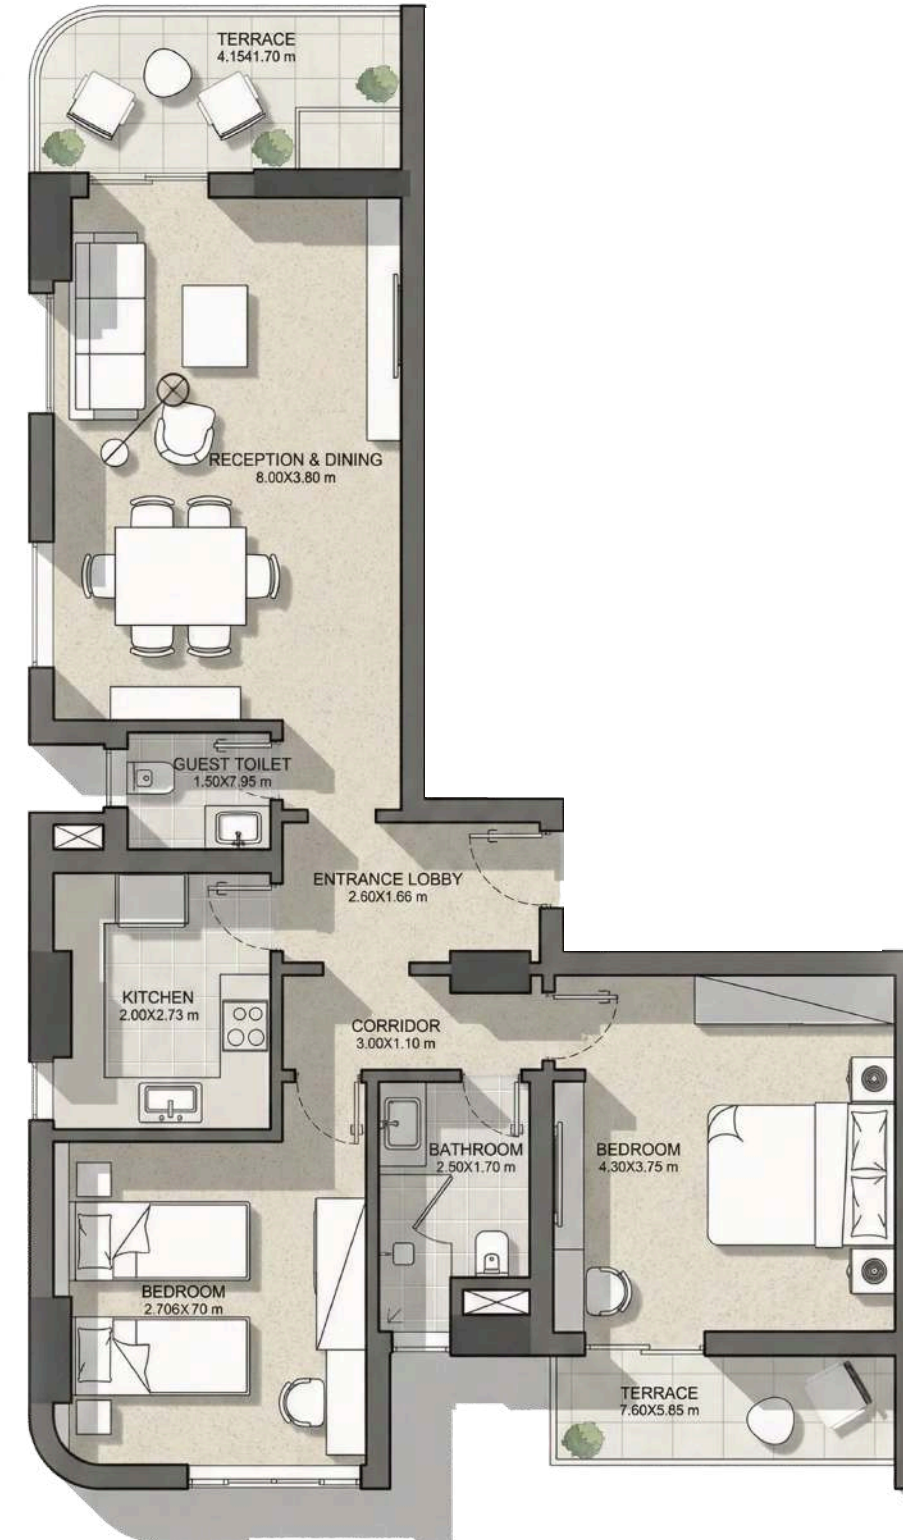 TERRACE
4.1541.70 m
RECEPTION & DINING
8.00X3.80 m
GUEST TOILET
1.50X7.95 m
ENTRANCE LOBBY
2.60X1.66 m
KITCHEN
2.00X2.73 m
CORRIDOR
3.00X1.10 m
BATHROOM
2.50X1.70 m
BEDROOM
4.30X3.75 m
BEDROOM
2.706X70 m
TERRACE
7.60X5.85 m